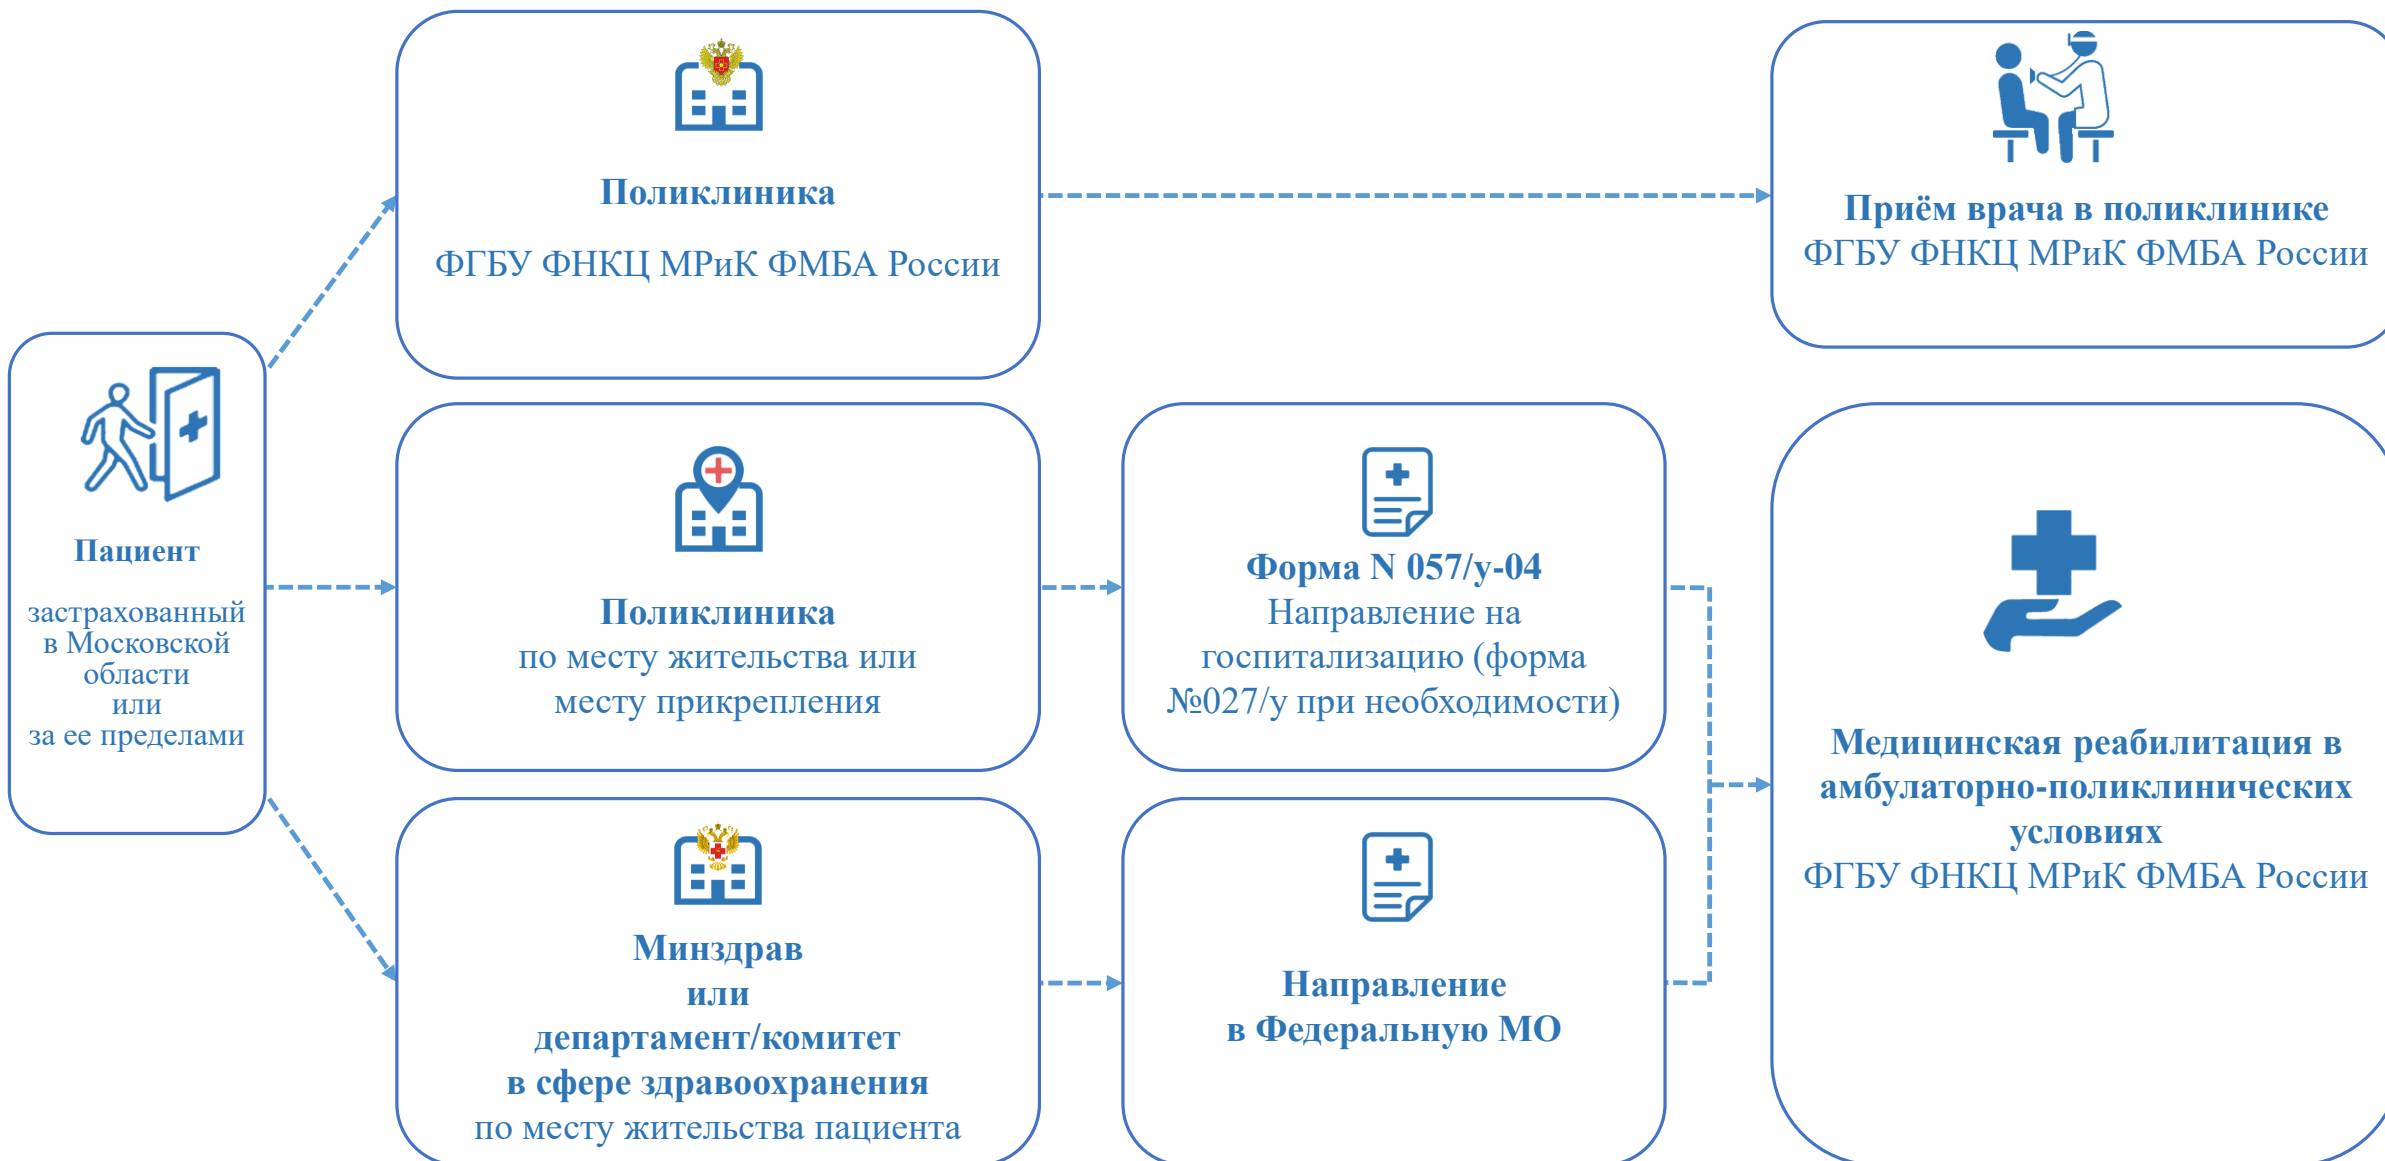 Поликлиника
ФГБУ ФНКЦ МРиК ФМБА России
Приём врача в поликлинике
ФГБУ ФНКЦ МРиК ФМБА России
Пациент
застрахованный
в Московской
области
или
за ее пределами
Поликлиника
по месту жительства или
месту прикрепления
Форма N 057/у-04
Направление на
госпитализацию (форма
№027/у при необходимости)
Медицинская реабилитация в
амбулаторно-поликлинических
условиях
ФГБУ ФНКЦ МРиК ФМБА России
Минздрав
или
департамент/комитет
в сфере здравоохранения
по месту жительства пациента
Направление
в Федеральную МО